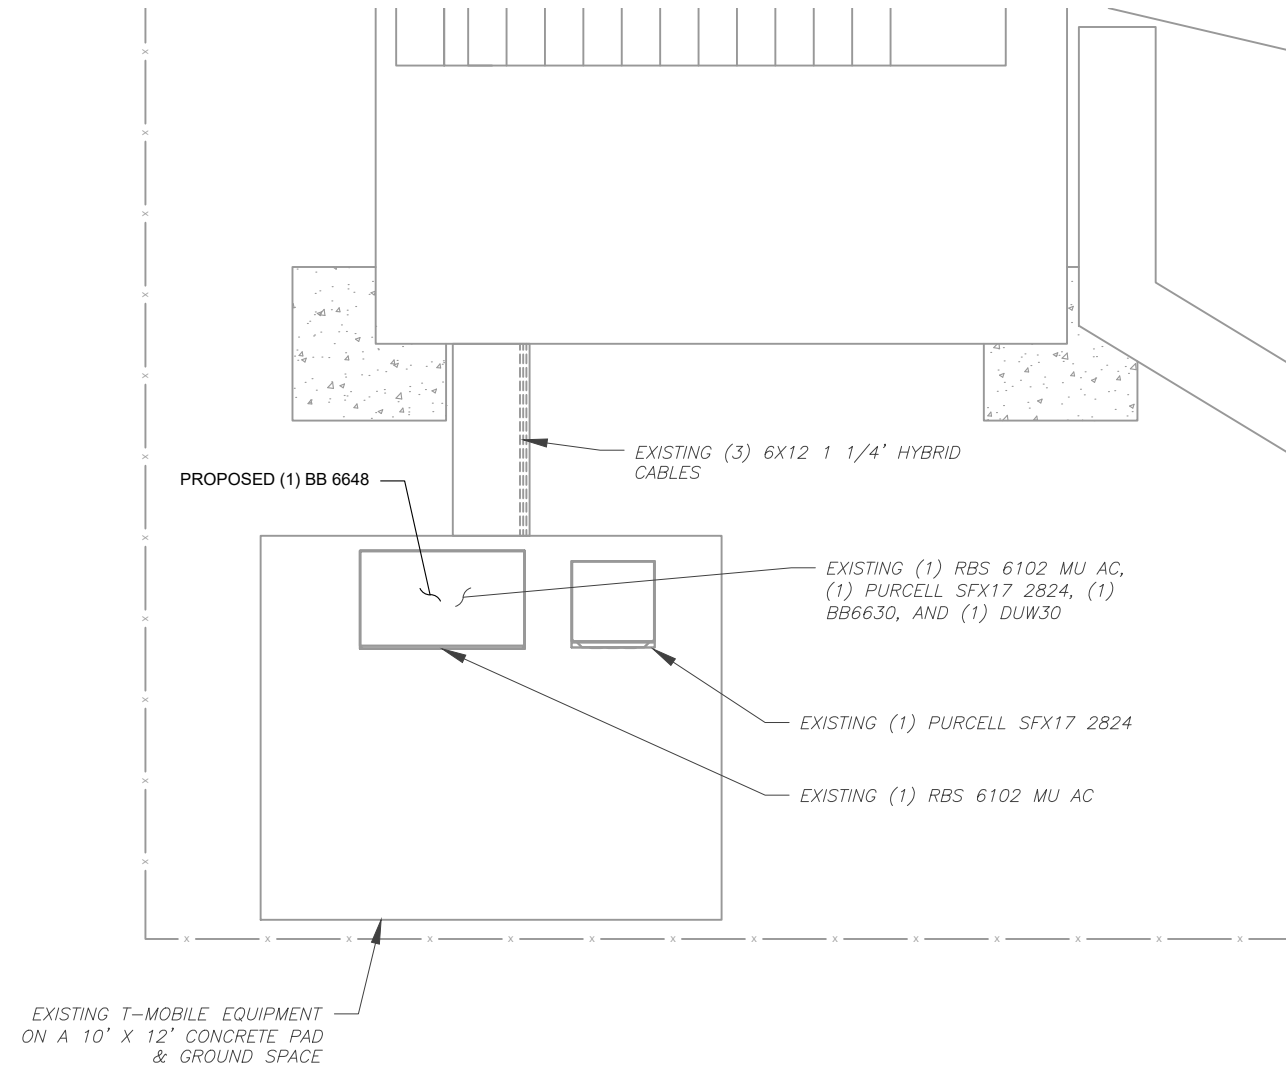 EXISTING (3) 6X12 1 1/4' HYBRID
CABLES
PROPOSED (1) BB 6648
EXISTING (1) RBS 6102 MU AC,
(1) PURCELL SFX17 2824, (1)
BB6630, AND (1) DUW30
EXISTING (1) PURCELL SFX17 2824
EXISTING (1) RBS 6102 MU AC
EXISTING T-MOBILE EQUIPMENT
ON A 10' X 12' CONCRETE PAD
& GROUND SPACE